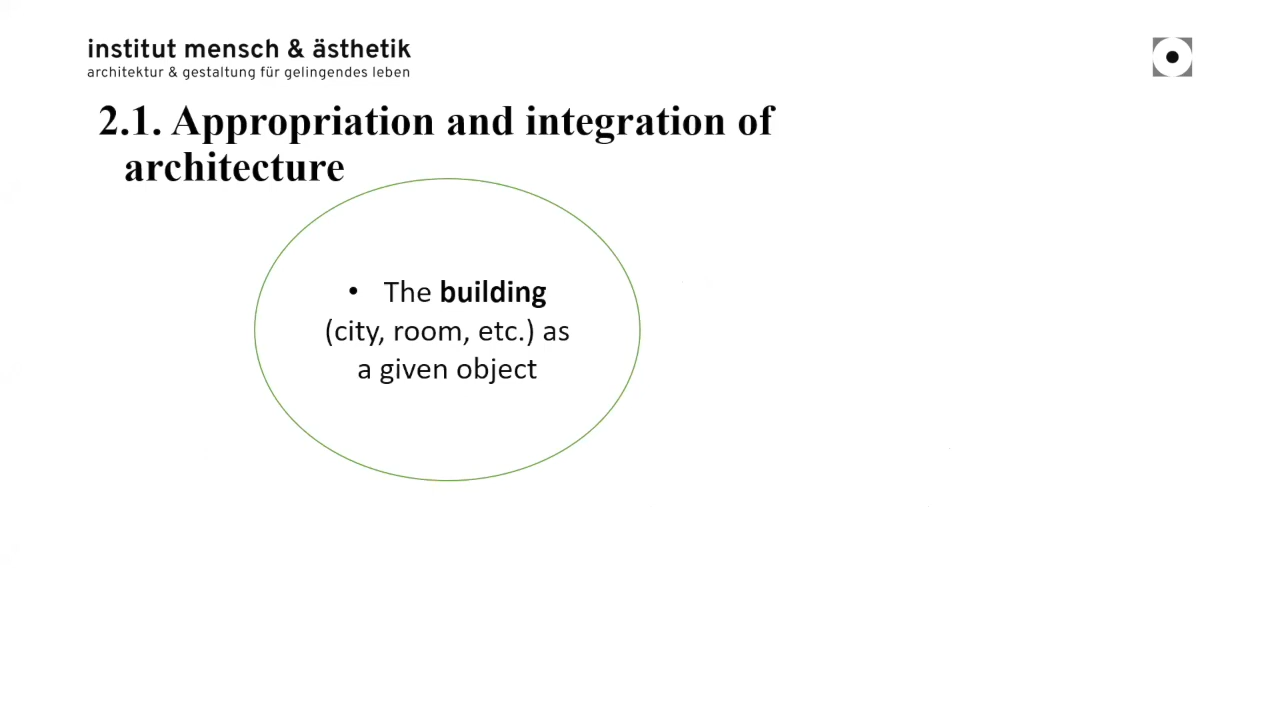 institut mensch & ästhetik
architektur & gestaltung für gelingendes leben
2.1. Appropriation and integration of
architecture
• The building
(city, room, etc.) as
a given object